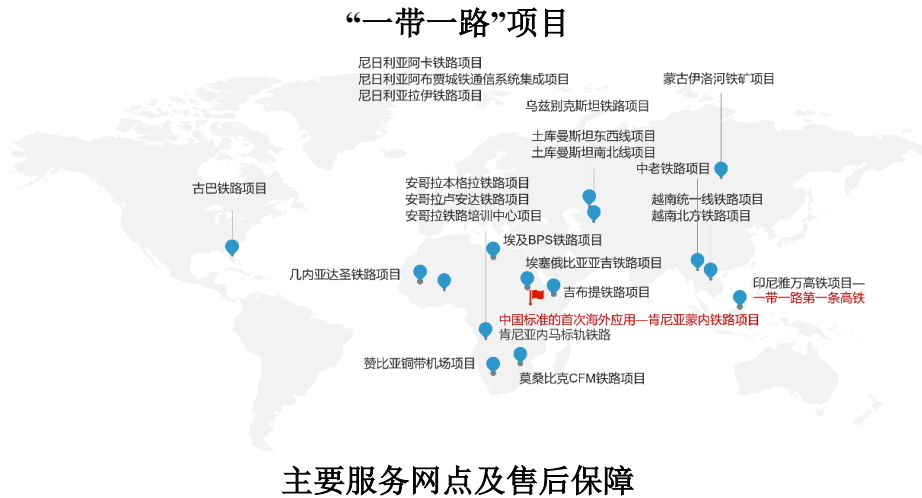 “一带一路”项目
尼日利亚阿卡铁路项目
尼日利亚阿布贾城铁通信系统集成项目
尼日利亚拉伊铁路项目
蒙古伊洛河铁矿项目
乌兹别克斯坦铁路项目
土库曼斯坦东西线项目
土库曼斯坦南北线项目
中老铁路项目
古巴铁路项目
安哥拉本格拉铁路项目
安哥拉卢安达铁路项目
安哥拉铁路培训中心项目
越南统一线铁路项目
越南北方铁路项目
埃及BPS铁路项目
几内亚达圣铁路项目
埃塞俄比亚亚吉铁路项目
吉布提铁路项目
印尼雅万高铁项目—
一带一路第一条高铁
中国标准的首次海外应用—肯尼亚蒙内铁路项目
肯尼亚内马标轨铁路
赞比亚铜带机场项目
莫桑比克CFM铁路项目
主要服务网点及售后保障